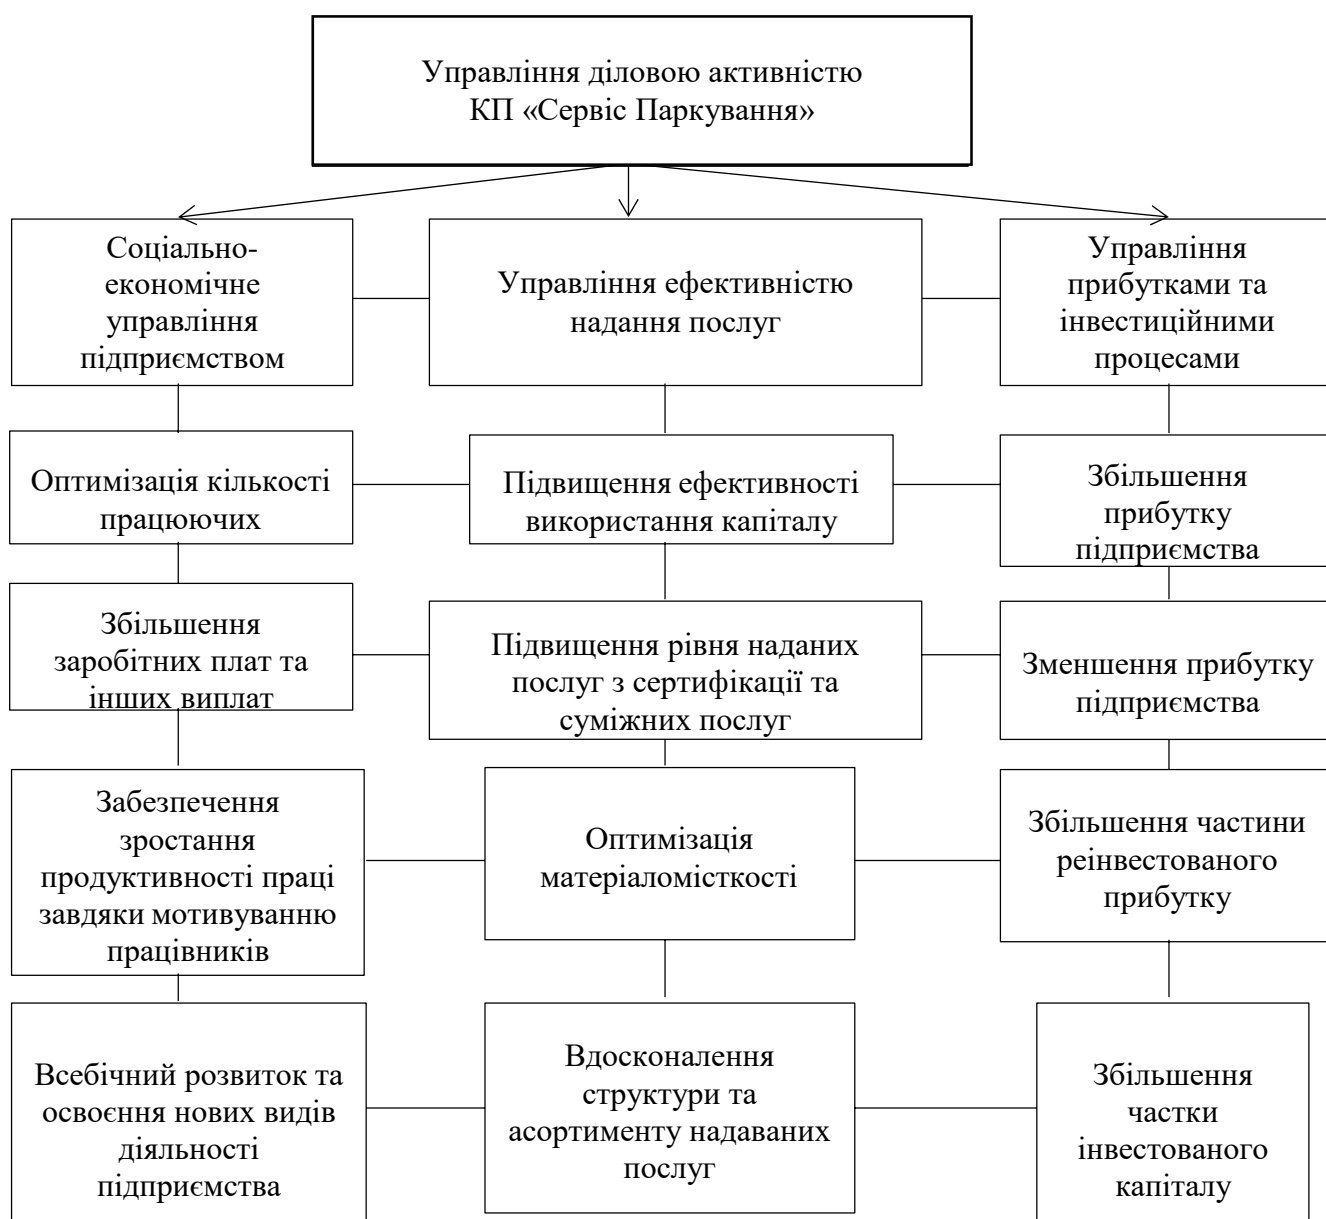 Управління діловою активністю
КП «Сервіс Паркування»
Соціально-
економічне
управління
підприємством
Управління ефективністю
надання послуг
Управління
прибутками та
інвестиційними
процесами
Оптимізація кількості
працюючих
Підвищення ефективності
використання капіталу
Збільшення
прибутку
підприємства
Збільшення
заробітних плат та
інших виплат
Підвищення рівня наданих
послуг з сертифікації та
суміжних послуг
Зменшення прибутку
підприємства
Забезпечення
зростання
продуктивності праці
завдяки мотивуванню
працівників
Оптимізація
матеріаломісткості
Збільшення частини
реінвестованого
прибутку
Всебічний розвиток та
освоєння нових видів
діяльності
підприємства
Вдосконалення
структури та
асортименту надаваних
послуг
Збільшення
частки
інвестованого
капіталу